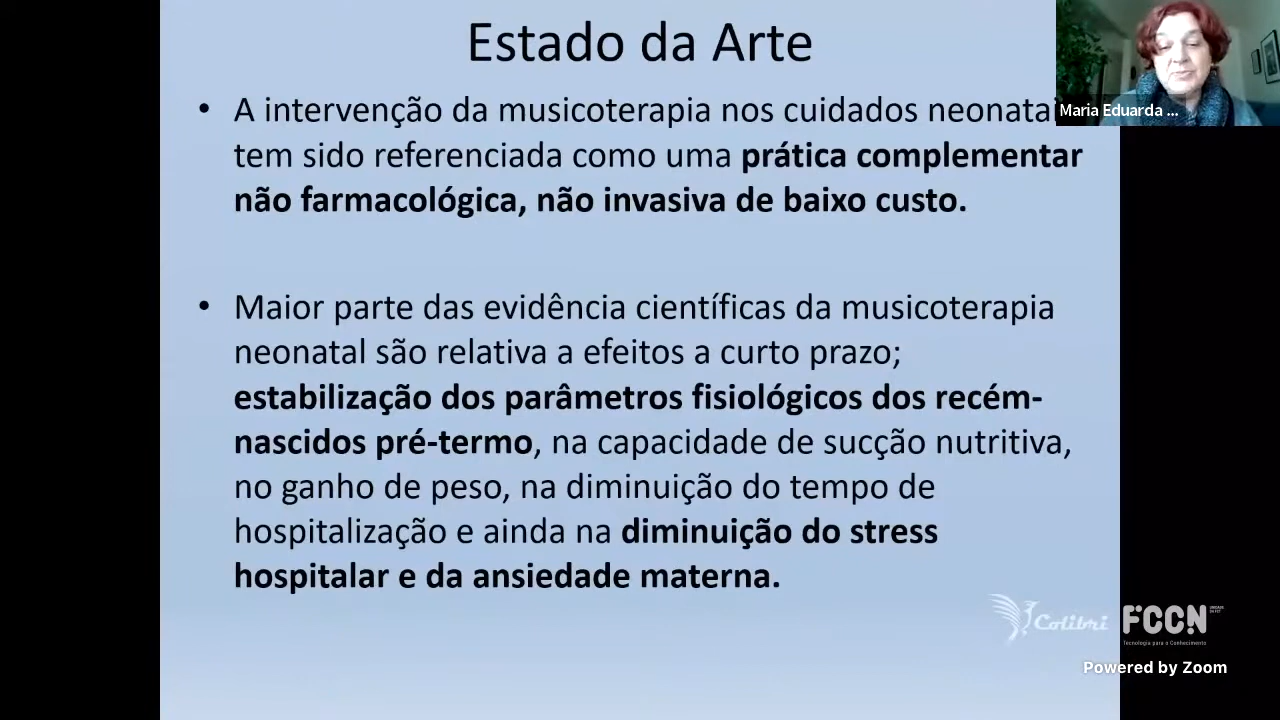 Estado da Arte
• A intervenção da musicoterapia nos cuidados neonatai
tem sido referenciada como uma prática complementar
não farmacológica, não invasiva de baixo custo.
• Maior parte das evidência científicas da musicoterapia
neonatal são relativa a efeitos a curto prazo;
estabilização dos parâmetros fisiológicos dos recém-
nascidos pré-termo, na capacidade de sucção nutritiva,
no ganho de peso, na diminuição do tempo de
hospitalização e ainda na diminuição do stress
hospitalar e da ansiedade materna.
Maria Eduarda ...
Colibri
FCCN
Tecnologia para o Conhecimento
Powered by Zoom